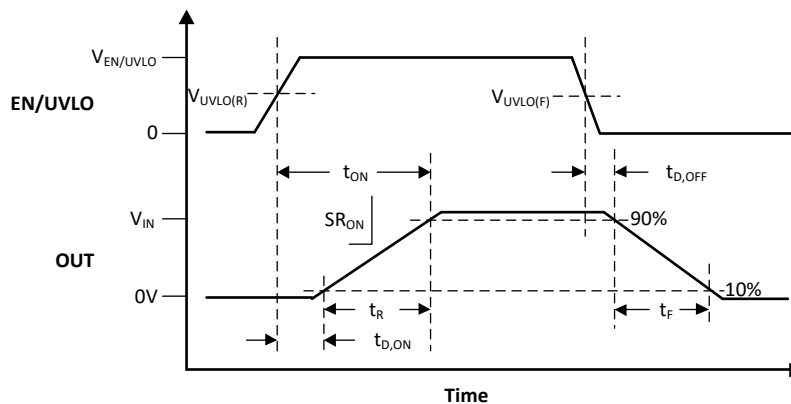 V_EN/UVLO
EN/UVLO
V_UVLO(R)
V_UVLO(F)
0
t_ON
t_D,OFF
V_IN
SR_ON
90%
OUT
0V
10%
t_R
t_F
t_D,ON
Time